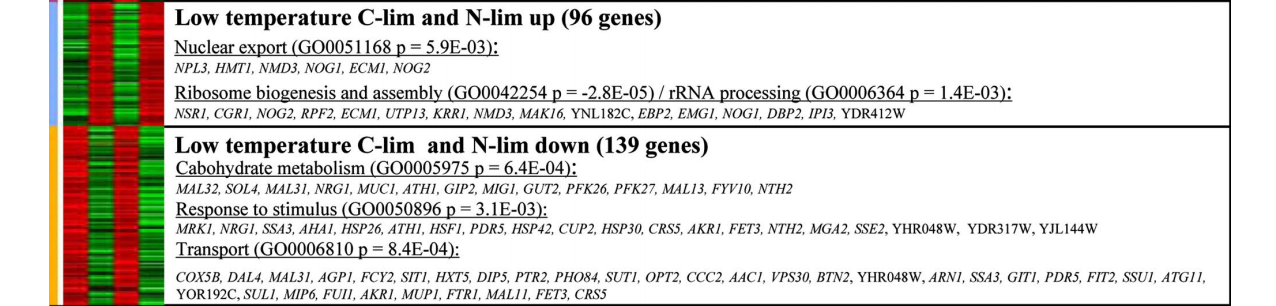 Low temperature C-lim and N-lim up (96 genes)
Nuclear export (GO0051168 p = 5.9E-03):
NPL3, HMT1, NMD3, NOG1, ECM1, NOG2
Ribosome biogenesis and assembly (GO0042254 p = -2.8E-05) / rRNA processing (GO0006364 p = 1.4E-03):
NSR1, CGR1, NOG2, RPF2, ECM1, UTP13, KRR1, NMD3, MAK16, YNL182C, EBP2, EMG1, NOG1, DBP2, IPI3, YDR412W
Low temperature C-lim and N-lim down (139 genes)
Cabohydrate metabolism (GO0005975 p = 6.4E-04):
MAL32, SOL4, MAL31, NRG1, MUC1, ATH1, GIP2, MIG1, GUT2, PFK26, PFK27, MAL13, FYV10, NTH2
Response to stimulus (GO0050896 p = 3.1E-03):
MRK1, NRG1, SSA3, AHA1, HSP26, ATH1, HSF1, PDR5, HSP42, CUP2, HSP30, CRS5, AKR1, FET3, NTH2, MGA2, SSE2, YHR048W, YDR317W, YJL144W
Transport (GO0006810 p = 8.4E-04):
COX5B, DAL4, MAL31, AGP1, FCY2, SIT1, HXT5, DIP5, PTR2, PHO84, SUT1, OPT2, CCC2, AAC1, VPS30, BTN2, YHR048W, ARN1, SSA3, GIT1, PDR5, FIT2, SSU1, ATG11,
YOR192C, SUL1, MIP6, FUI1, AKR1, MUP1, FTR1, MAL11, FET3, CRS5